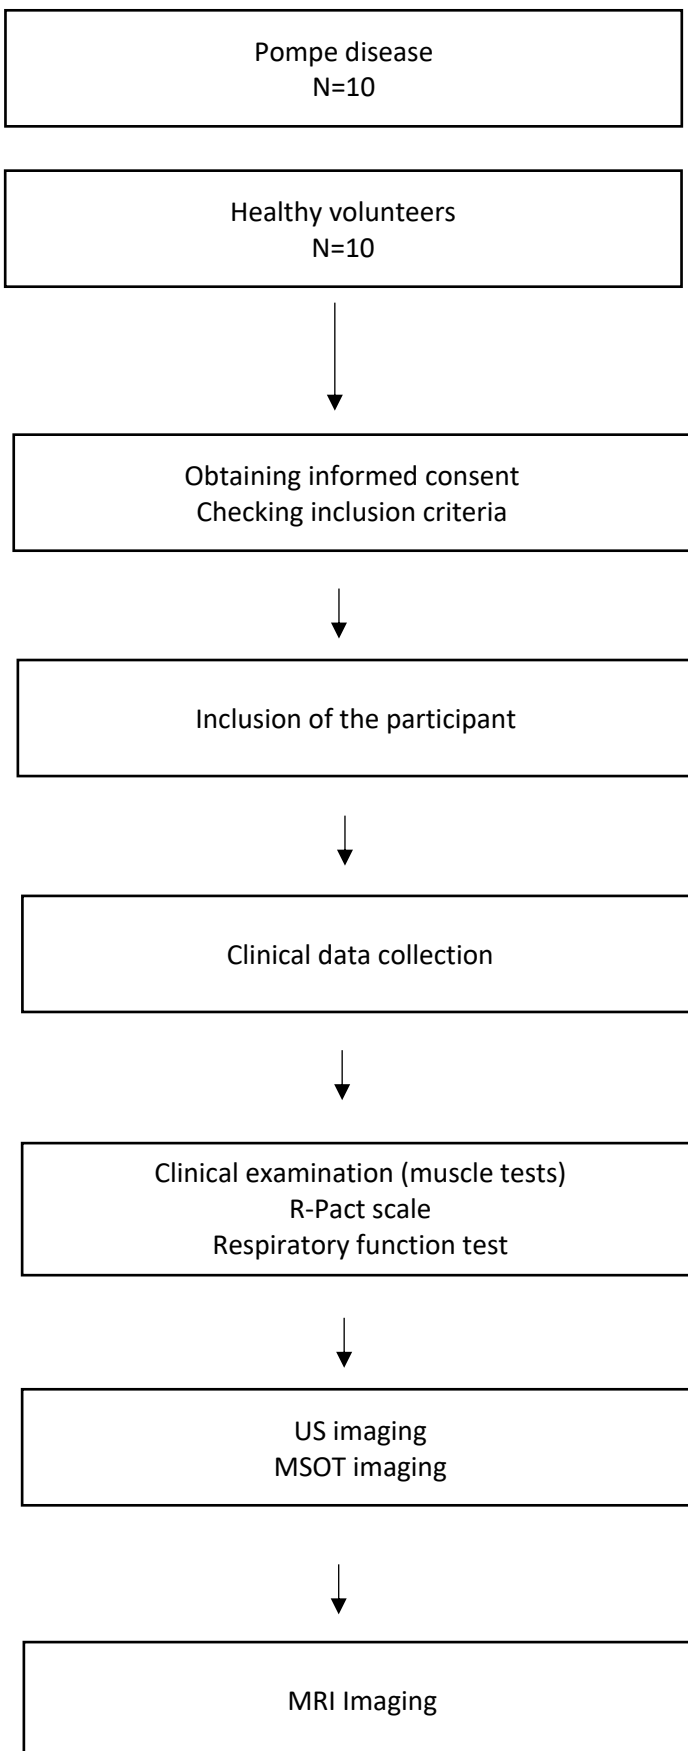 Pompe disease
N=10
Healthy volunteers
N=10
Obtaining informed consent
Checking inclusion criteria
Inclusion of the participant
Clinical data collection
Clinical examination (muscle tests)
R-Pact scale
Respiratory function test
US imaging
MSOT imaging
MRI Imaging